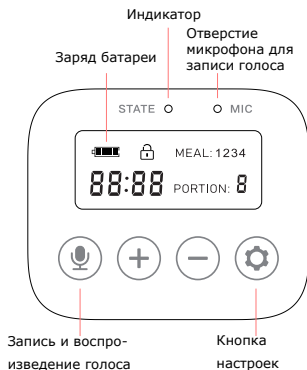 Индикатор
Отверстие
микрофона для
записи голоса
Заряд батареи
STATE MIC
MEAL: 1234
88:88 PORTION: 8
Запись и воспро-
изведение голоса
Кнопка
настроек